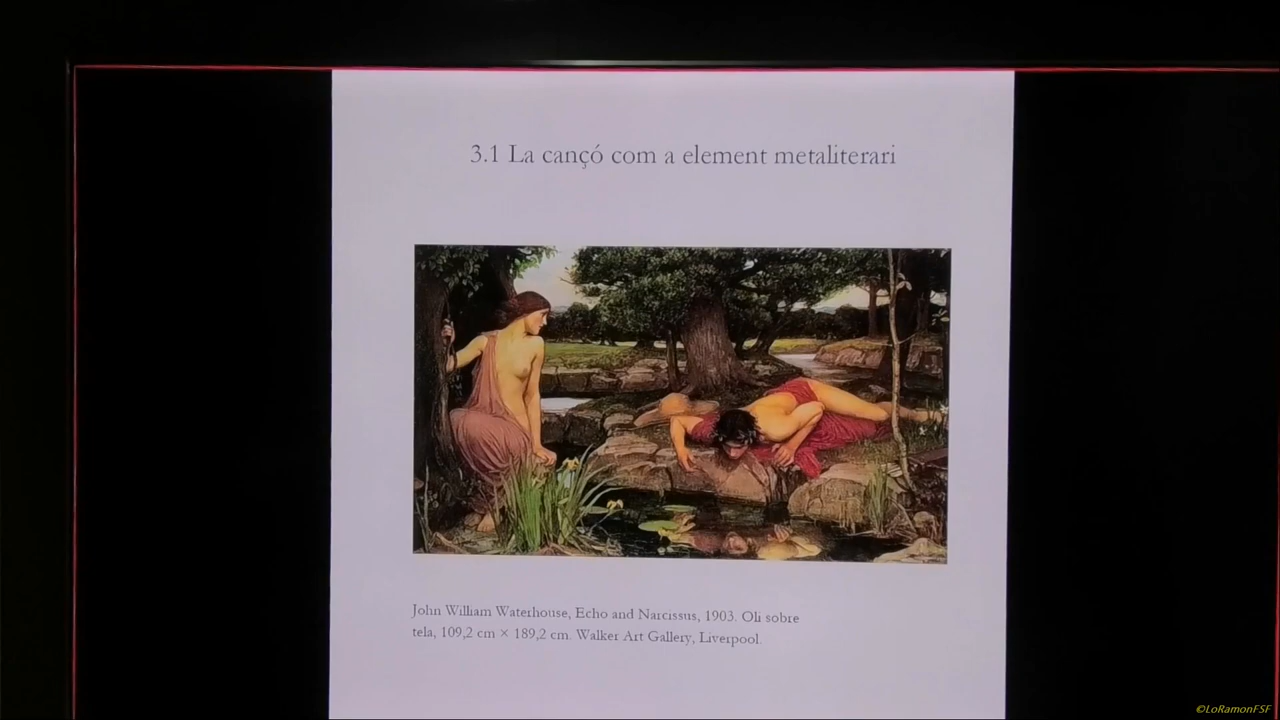 3.1 La cançó com a element metaliterari
John William Waterhouse, Echo and Narcissus, 1903. Oli sobre
tela, 109,2 cm × 189,2 cm. Walker Art Gallery, Liverpool.
©LoRamonFSF